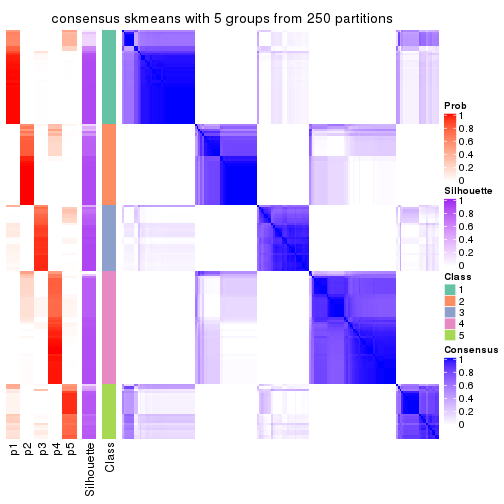 consensus skmeans with 5 groups from 250 partitions
Prob
1
0.8
0.6
0.4
0.2
0
Silhouette
1
0.8
0.6
0.4
0.2
0
Class
1
2
3
4
5
Consensus
1
0.8
0.6
0.4
0.2
0
p1
p2
p3
p4
p5
Silhouette
Class